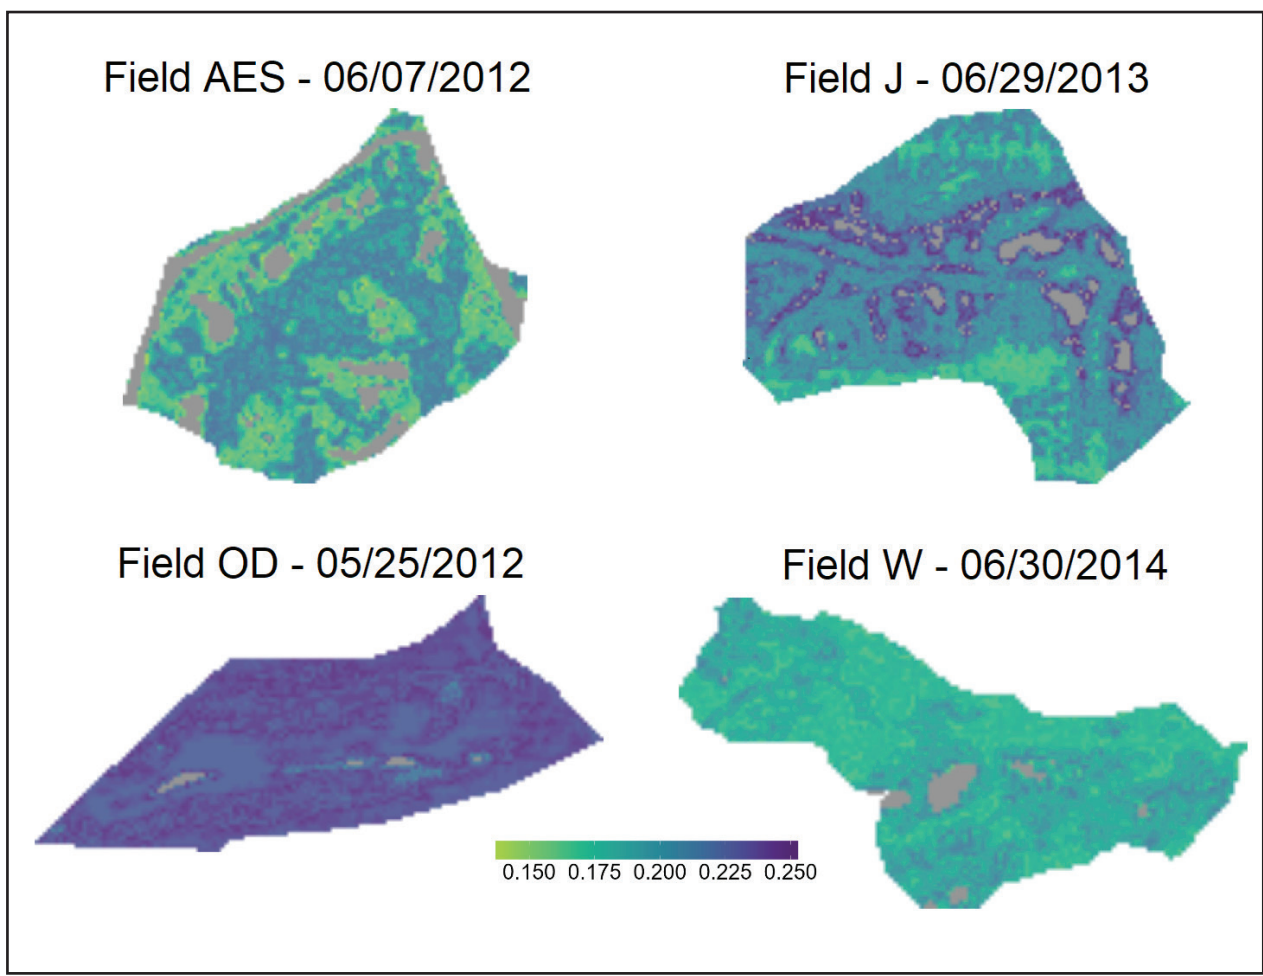 Field AES - 06/07/2012
Field J - 06/29/2013
Field OD - 05/25/2012
Field W - 06/30/2014
0.150 0.175 0.200 0.225 0.250